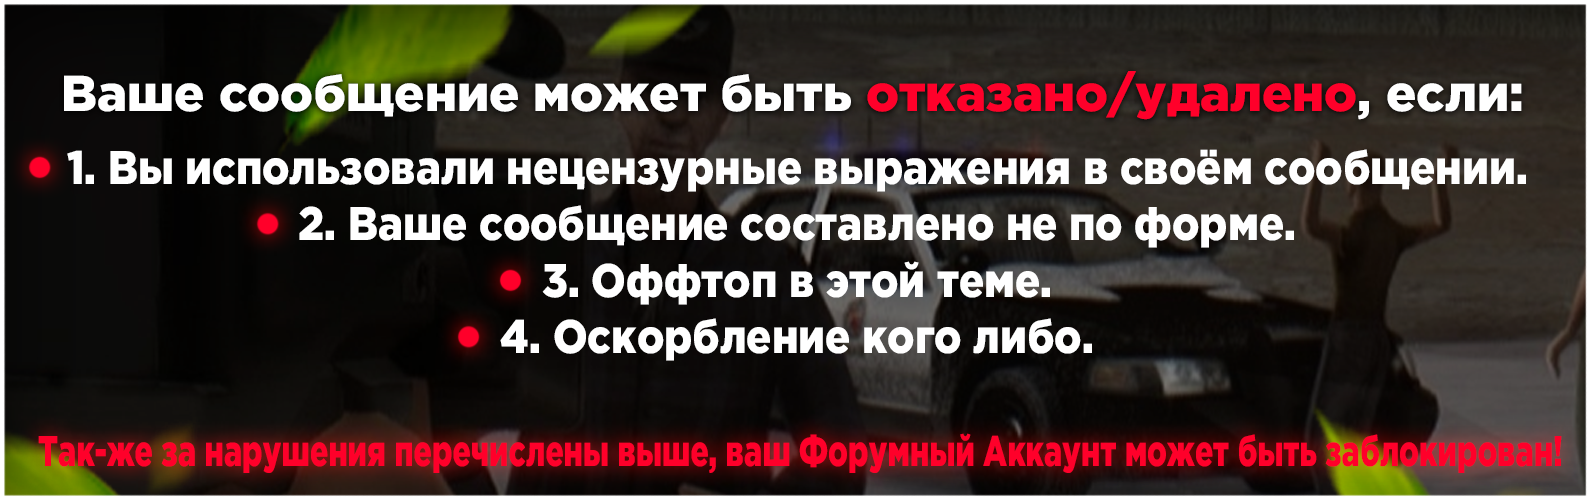 Ваше сообщение может быть отказано/удалено, если:
1. Вы использовали нецензурные выражения в своём сообщении.
2. Ваше сообщение составлено не по форме.
3. Оффтоп в этой теме.
4. Оскорбление кого либо.
Так-же за нарушения перечислены выше, ваш Форумный Аккаунт может быть заблокирован!